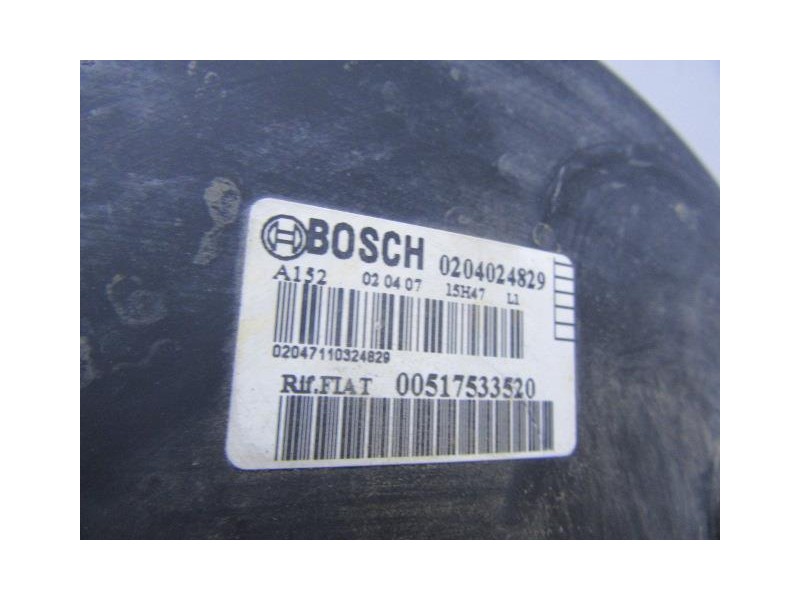 BOSCH 0204024829
A152 02 04 07 15H47 L1
02047110324829
Rif.FIAT 00517533520